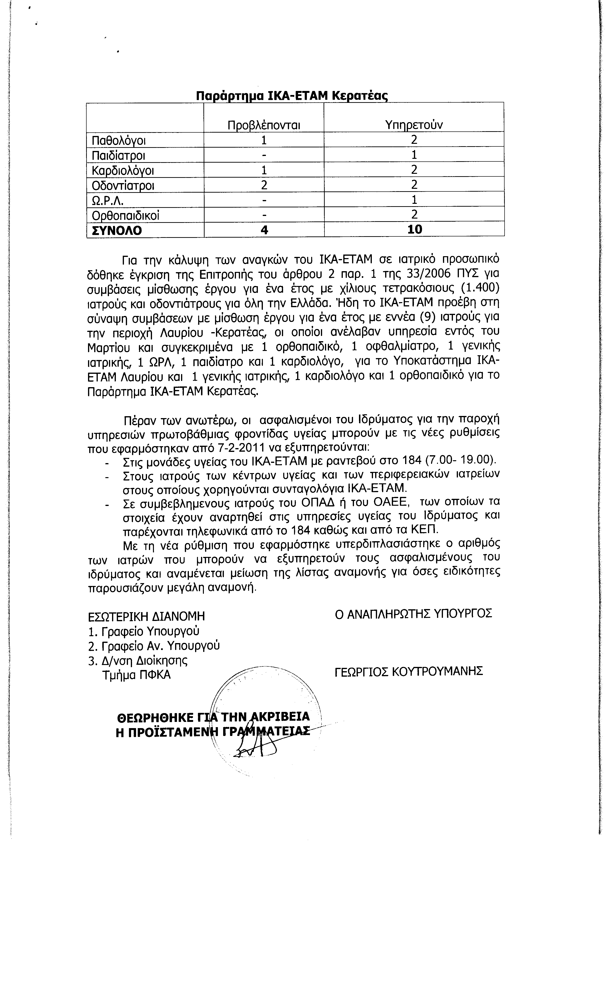 Παράρτημα ΙΚΑ-ΕΤΑΜ Κερατέας
Προβλέπονται Υπηρετούν
Παθολόγοι 1 2
Παιδίατροι - 1
Καρδιολόγοι 1 2
Οδοντίατροι 2 2
Ω.Ρ.Λ. - 1
Ορθοπαιδικοί - 2
ΣΥΝΟΛΟ 4 10
Για την κάλυψη των αναγκών του ΙΚΑ-ΕΤΑΜ σε ιατρικό προσωπικό
δόθηκε έγκριση της Επιτροπής του άρθρου 2 παρ. 1 της 33/2006 ΠΥΣ για
συμβάσεις μίσθωσης έργου για ένα έτος με χίλιους τετρακόσιους (1.400)
ιατρούς και οδοντιάτρους για όλη την Ελλάδα. Ήδη το ΙΚΑ-ΕΤΑΜ προέβη στη
σύναψη συμβάσεων με μίσθωση έργου για ένα έτος με εννέα (9) ιατρούς για
την περιοχή Λαυρίου -Κερατέας, οι οποίοι ανέλαβαν υπηρεσία εντός του
Μαρτίου και συγκεκριμένα με 1 ορθοπαιδικό, 1 οφθαλμίατρο, 1 γενικής
ιατρικής, 1 ΩΡΛ, 1 παιδίατρο και 1 καρδιολόγο, για το Υποκατάστημα ΙΚΑ-
ΕΤΑΜ Λαυρίου και 1 γενικής ιατρικής, 1 καρδιολόγο και 1 ορθοπαιδικό για το
Παράρτημα ΙΚΑ-ΕΤΑΜ Κερατέας.
Πέραν των ανωτέρω, οι ασφαλισμένοι του Ιδρύματος για την παροχή
υπηρεσιών πρωτοβάθμιας φροντίδας υγείας μπορούν με τις νέες ρυθμίσεις
που εφαρμόστηκαν από 7-2-2011 να εξυπηρετούνται:
- Στις μονάδες υγείας του ΙΚΑ-ΕΤΑΜ με ραντεβού στο 184 (7.00- 19.00).
- Στους ιατρούς των κέντρων υγείας και των περιφερειακών ιατρείων
στους οποίους χορηγούνται συνταγολόγια ΙΚΑ-ΕΤΑΜ.
- Σε συμβεβλημενους ιατρούς του ΟΠΑΔ ή του ΟΑΕΕ, των οποίων τα
στοιχεία έχουν αναρτηθεί στις υπηρεσίες υγείας του Ιδρύματος και
παρέχονται τηλεφωνικά από το 184 καθώς και από τα ΚΕΠ.
Με τη νέα ρύθμιση που εφαρμόστηκε υπερδιπλασιάστηκε ο αριθμός
των ιατρών που μπορούν να εξυπηρετούν τους ασφαλισμένους του
ιδρύματος και αναμένεται μείωση της λίστας αναμονής για όσες ειδικότητες
παρουσιάζουν μεγάλη αναμονή.
ΕΣΩΤΕΡΙΚΗ ΔΙΑΝΟΜΗ Ο ΑΝΑΠΛΗΡΩΤΗΣ ΥΠΟΥΡΓΟΣ
1. Γραφείο Υπουργού
2. Γραφείο Αν. Υπουργού
3. Δ/νση Διοίκησης
Τμήμα ΠΦΚΑ ΓΕΩΡΓΙΟΣ ΚΟΥΤΡΟΥΜΑΝΗΣ
ΘΕΩΡΗΘΗΚΕ ΓΙΑ ΤΗΝ ΑΚΡΙΒΕΙΑ
Η ΠΡΟΪΣΤΑΜΕΝΗ ΓΡΑΜΜΑΤΕΙΑΣ